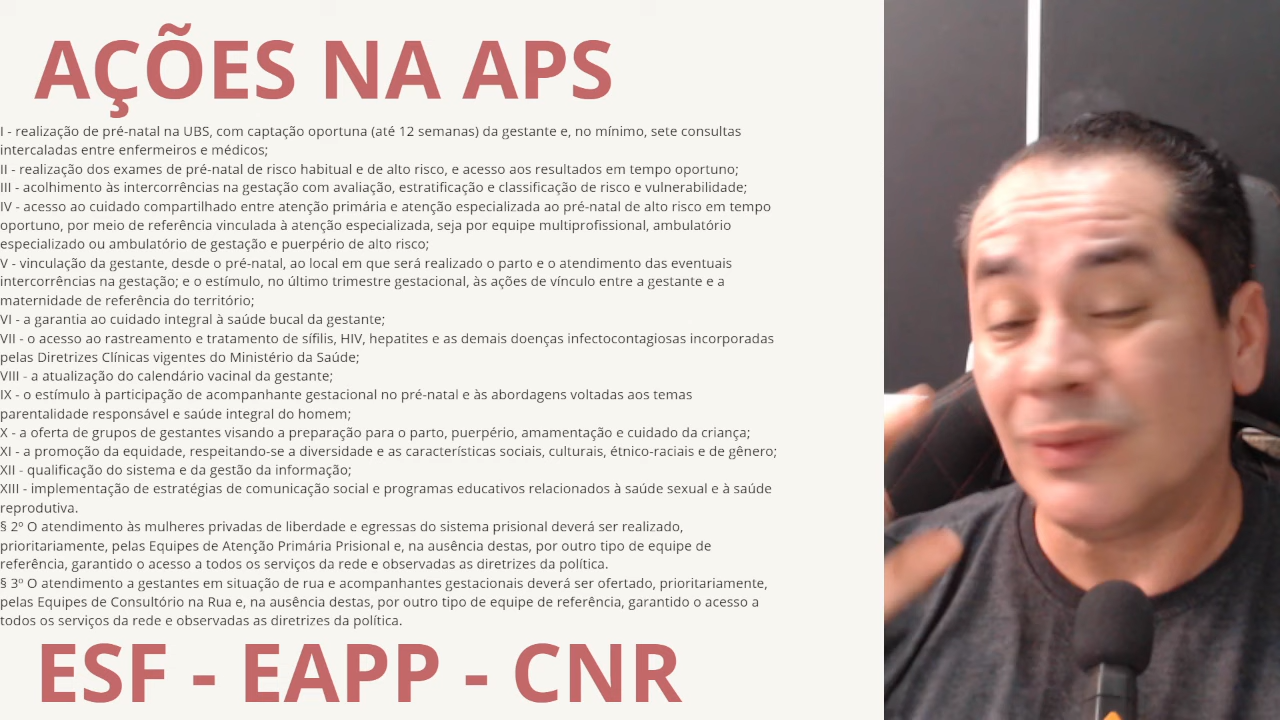 AÇÕES NA APS
I - realização de pré-natal na UBS, com captação oportuna (até 12 semanas) da gestante e, no mínimo, sete consultas
intercaladas entre enfermeiros e médicos;
II - realização dos exames de pré-natal de risco habitual e de alto risco, e acesso aos resultados em tempo oportuno;
III - acolhimento às intercorrências na gestação com avaliação, estratificação e classificação de risco e vulnerabilidade;
IV - acesso ao cuidado compartilhado entre atenção primária e atenção especializada ao pré-natal de alto risco em tempo
oportuno, por meio de referência vinculada à atenção especializada, seja por equipe multiprofissional, ambulatório
especializado ou ambulatório de gestação e puerpério de alto risco;
V - vinculação da gestante, desde o pré-natal, ao local em que será realizado o parto e o atendimento das eventuais
intercorrências na gestação; e o estímulo, no último trimestre gestacional, às ações de vínculo entre a gestante e a
maternidade de referência do território;
VI - a garantia ao cuidado integral à saúde bucal da gestante;
VII - o acesso ao rastreamento e tratamento de sífilis, HIV, hepatites e as demais doenças infectocontagiosas incorporadas
pelas Diretrizes Clínicas vigentes do Ministério da Saúde;
VIII - a atualização do calendário vacinal da gestante;
IX - o estímulo à participação de acompanhante gestacional no pré-natal e às abordagens voltadas aos temas
parentalidade responsável e saúde integral do homem;
X - a oferta de grupos de gestantes visando a preparação para o parto, puerpério, amamentação e cuidado da criança;
XI - a promoção da equidade, respeitando-se a diversidade e as características sociais, culturais, étnico-raciais e de gênero;
XII - qualificação do sistema e da gestão da informação;
XIII - implementação de estratégias de comunicação social e programas educativos relacionados à saúde sexual e à saúde
reprodutiva.
§ 2º O atendimento às mulheres privadas de liberdade e egressas do sistema prisional deverá ser realizado,
prioritariamente, pelas Equipes de Atenção Primária Prisional e, na ausência destas, por outro tipo de equipe de
referência, garantido o acesso a todos os serviços da rede e observadas as diretrizes da política.
§ 3º O atendimento a gestantes em situação de rua e acompanhantes gestacionais deverá ser ofertado, prioritariamente,
pelas Equipes de Consultório na Rua e, na ausência destas, por outro tipo de equipe de referência, garantido o acesso a
todos os serviços da rede e observadas as diretrizes da política.
ESF - EAPP - CNR